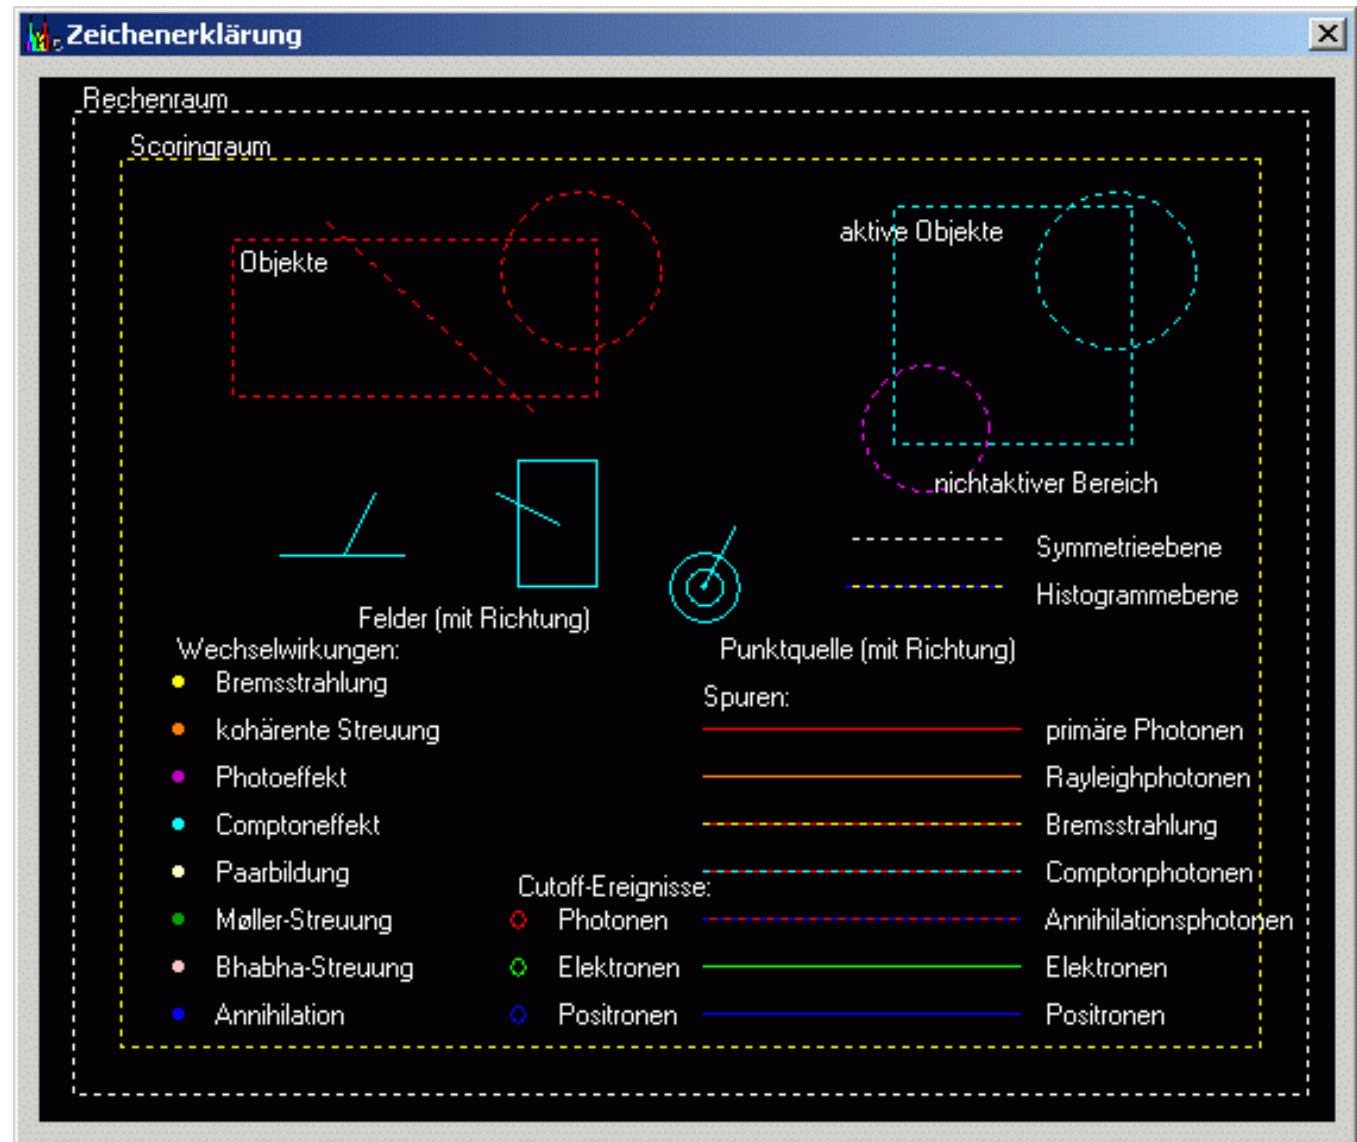 Zeichenerklärung
Rechenraum
Scoringraum
Objekte
aktive Objekte
nichtaktiver Bereich
Symmetrieebene
Histogrammebene
Felder (mit Richtung)
Punktquelle (mit Richtung)
Wechselwirkungen:
Bremsstrahlung
kohärente Streuung
Photoeffekt
Comptoneffekt
Paarbildung
Møller-Streuung
Bhabha-Streuung
Annihilation
Cutoff-Ereignisse:
Photonen
Elektronen
Positronen
Spuren:
primäre Photonen
Rayleighphotonen
Bremsstrahlung
Comptonphotonen
Annihilationsphotonen
Elektronen
Positronen